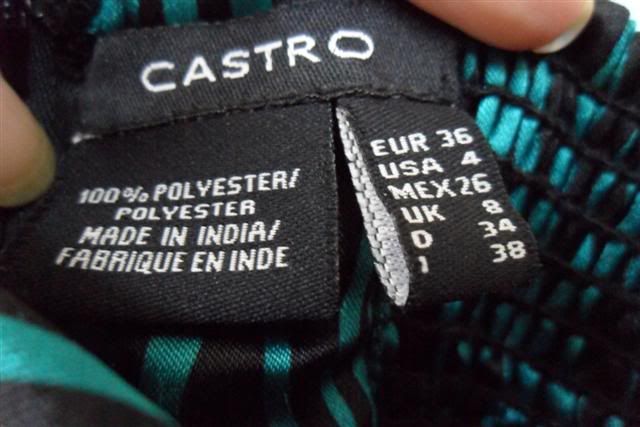 CASTRO
100% POLYESTER/
POLYESTER
MADE IN INDIA/
FABRIQUE EN INDE
EUR 36
USA 4
MEX 26
UK 8
D 34
I 38